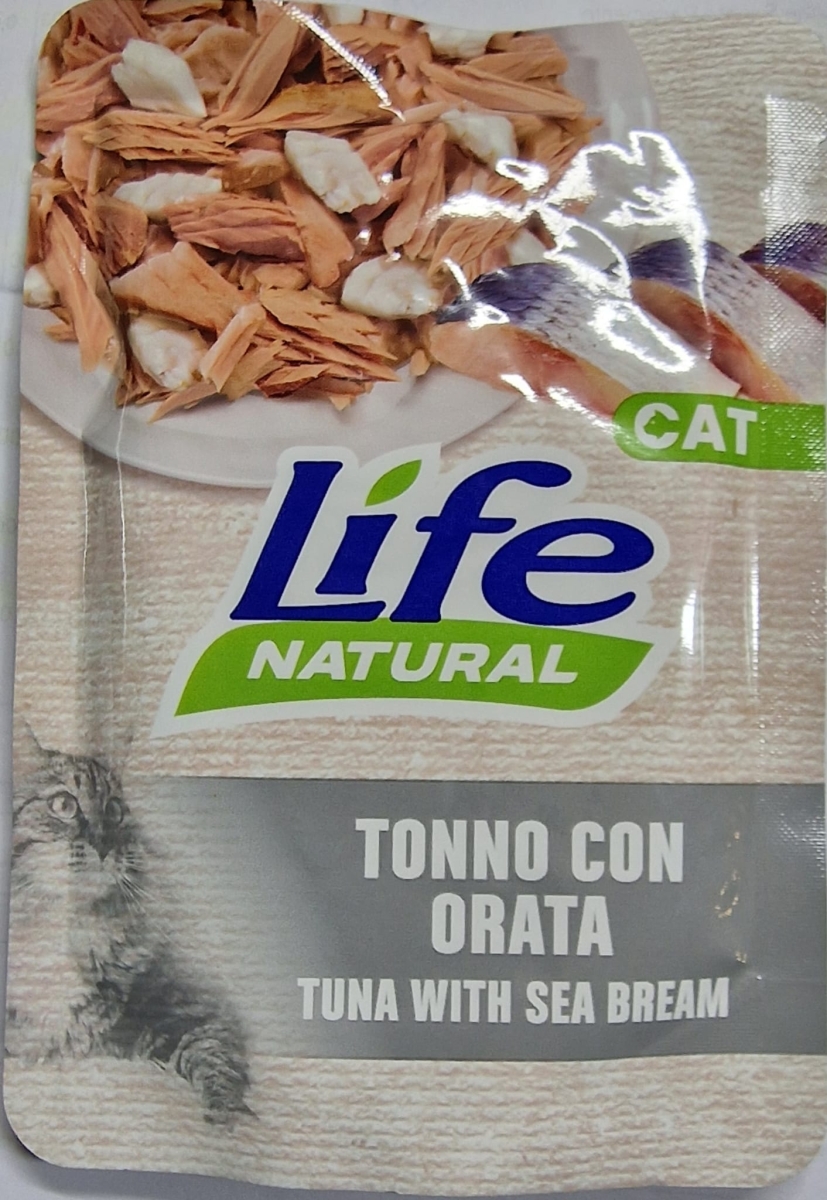 CAT
Life
NATURAL
TONNO CON
ORATA
TUNA WITH SEA BREAM